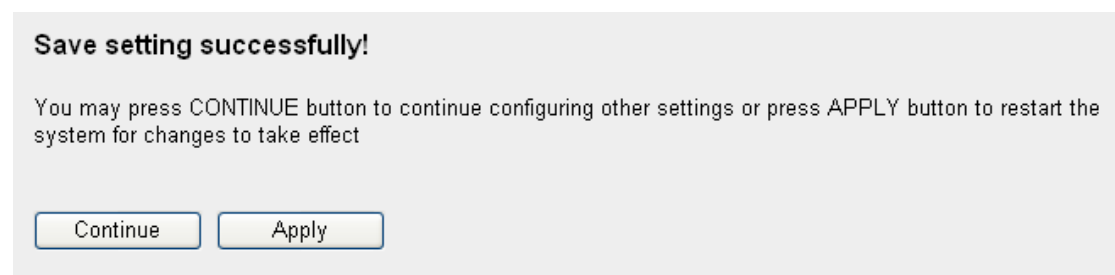 Save setting successfully!
You may press CONTINUE button to continue configuring other settings or press APPLY button to restart the
system for changes to take effect
Continue Apply